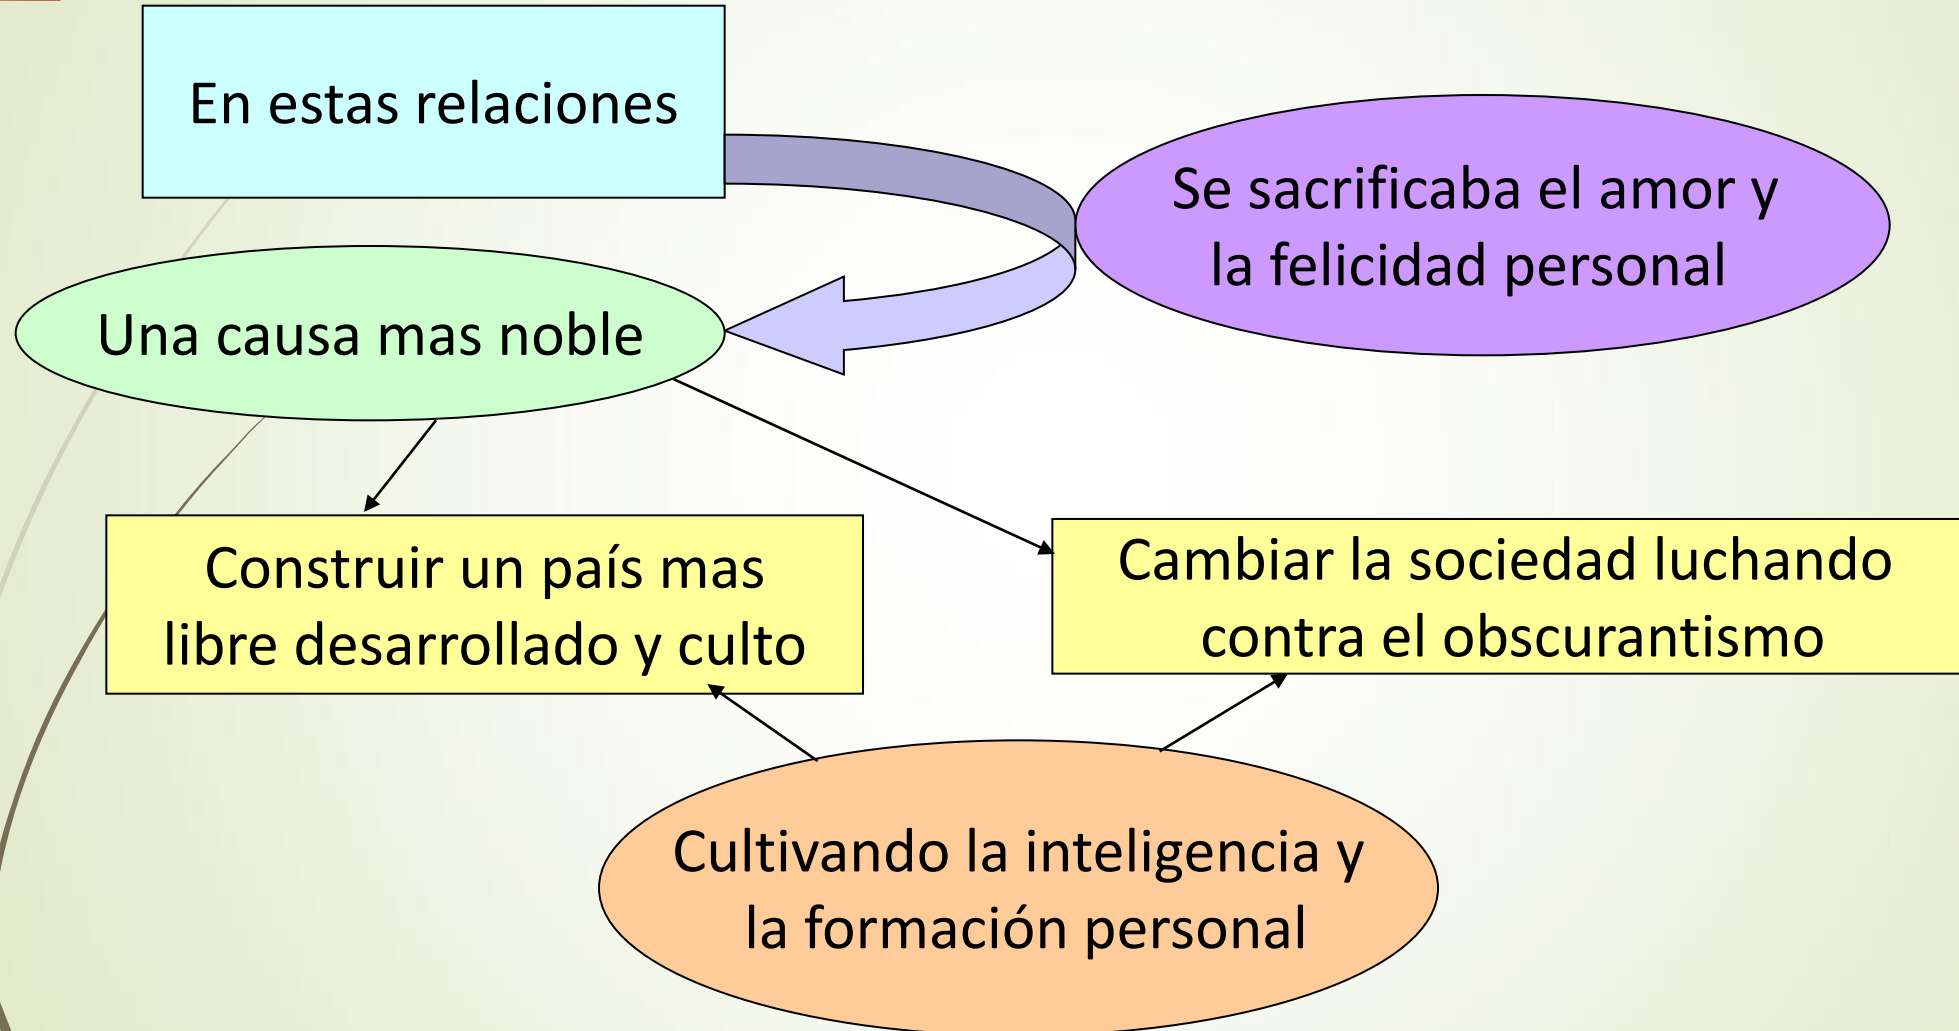 En estas relaciones
Se sacrificaba el amor y
la felicidad personal
Una causa mas noble
Construir un país mas
libre desarrollado y culto
Cambiar la sociedad luchando
contra el obscurantismo
Cultivando la inteligencia y
la formación personal